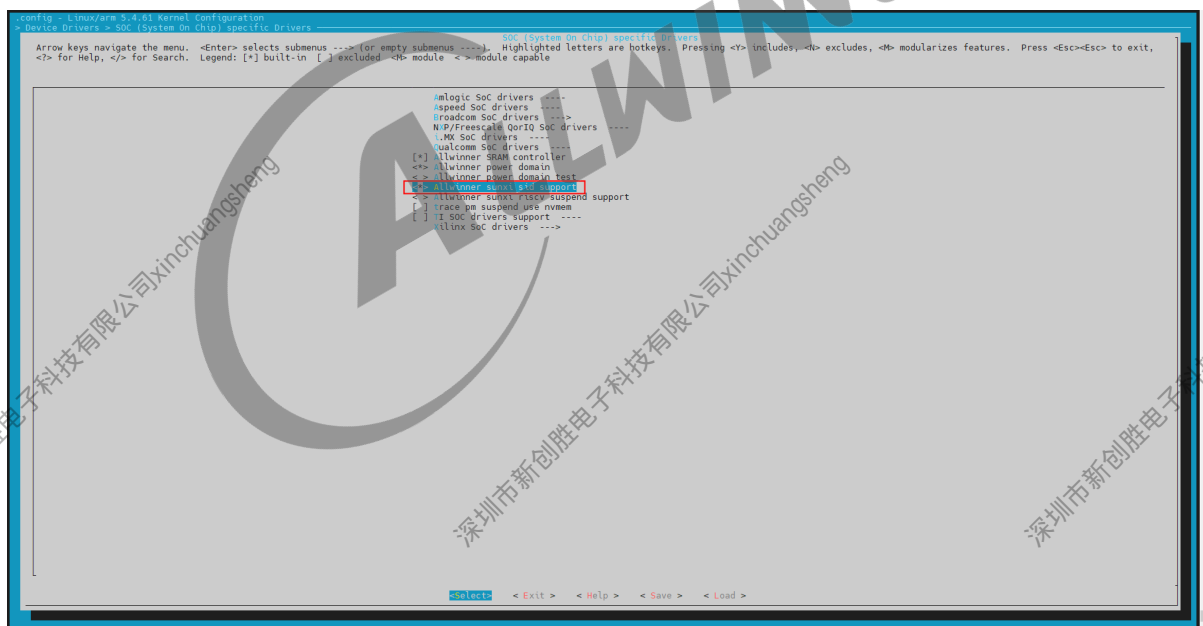 .config - Linux/arm 5.4.61 Kernel Configuration
> Device Drivers > SOC (System On Chip) specific Drivers
SOC (System On Chip) specific Drivers
Arrow keys navigate the menu. <Enter> selects submenus ---> (or empty submenus ----). Highlighted letters are hotkeys. Pressing <Y> includes, <N> excludes, <M> modularizes features. Press <Esc><Esc> to exit,
<?> for Help, </> for Search. Legend: [*] built-in [ ] excluded <M> module < > module capable
Amlogic SoC drivers ----
Aspeed SoC drivers ----
Broadcom SoC drivers --->
NXP/Freescale QorIQ SoC drivers ----
i.MX SoC drivers ----
Qualcomm SoC drivers ----
[*] Allwinner SRAM controller
<*> Allwinner power domain
< > Allwinner power domain test
<*> Allwinner sunxi sid support
< > Allwinner sunxi riscv suspend support
[ ] trace pm suspend use nvmem
[ ] TI SOC drivers support ----
Xilinx SoC drivers --->
<Select> < Exit > < Help > < Save > < Load >
ALLWIN
深圳市新创胜电子科技有限公司xinchuangsheng
深圳市新创胜电子科技有限公司xinchuangsheng
深圳市新创胜电子科